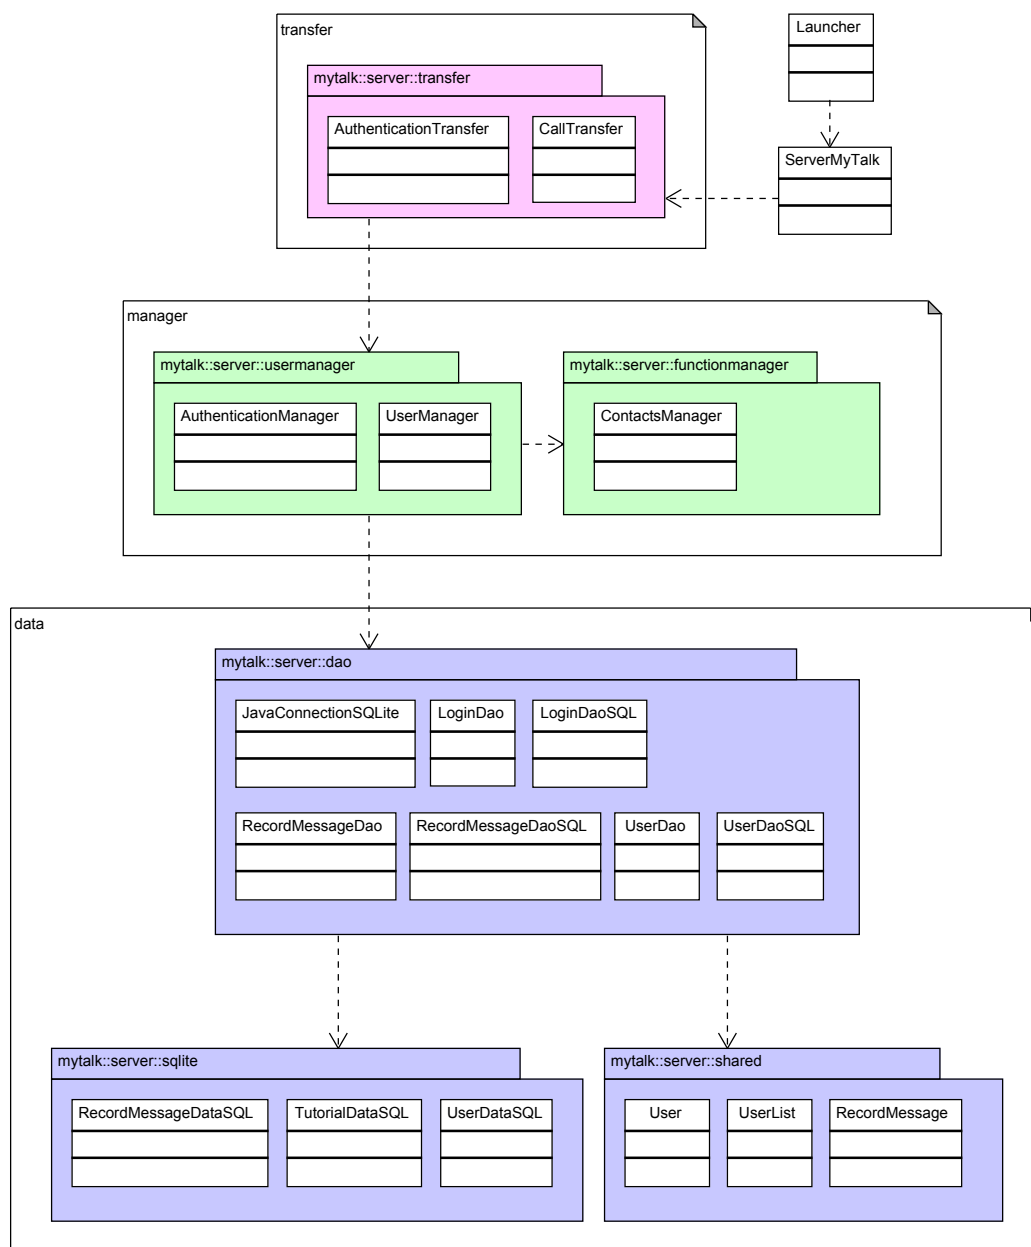 transfer
Launcher
mytalk::server::transfer
AuthenticationTransfer
CallTransfer
ServerMyTalk
manager
mytalk::server::usermanager
mytalk::server::functionmanager
AuthenticationManager
UserManager
ContactsManager
data
mytalk::server::dao
JavaConnectionSQLite
LoginDao
LoginDaoSQL
RecordMessageDao
RecordMessageDaoSQL
UserDao
UserDaoSQL
mytalk::server::sqlite
mytalk::server::shared
RecordMessageDataSQL
TutorialDataSQL
UserDataSQL
User
UserList
RecordMessage